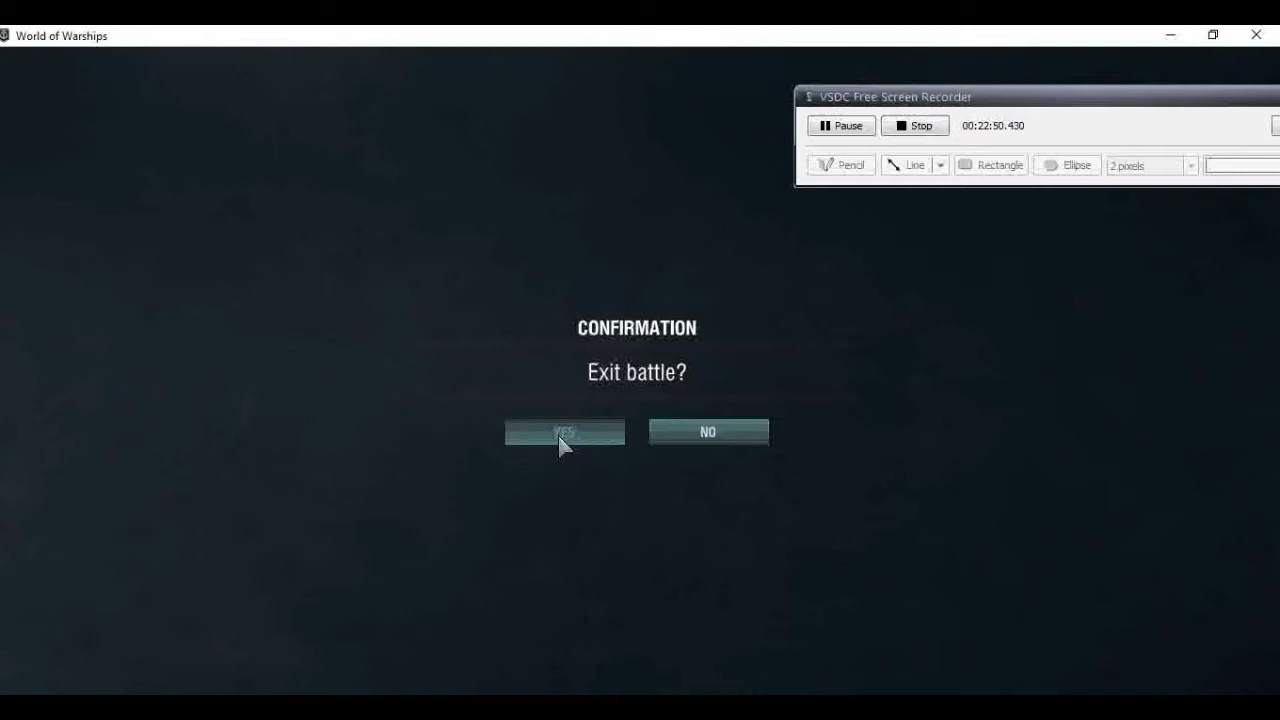 World of Warships
VSDC Free Screen Recorder
Pause Stop 00:22:50.430
Pencil Line Rectangle Ellipse 2 pixels
CONFIRMATION
Exit battle?
YES NO